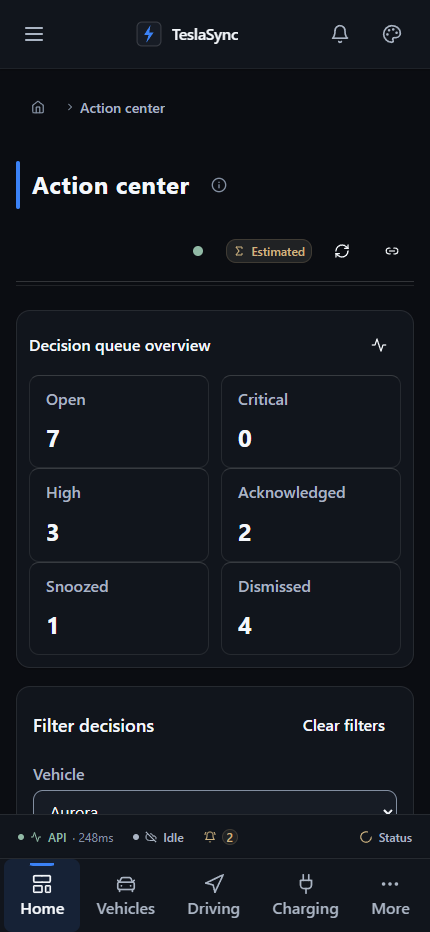 TeslaSync
Action center
Action center
Estimated
Decision queue overview
Open
Critical
7
0
High
Acknowledged
3
2
Snoozed
Dismissed
1
4
Filter decisions
Clear filters
Vehicle
Aurora
API · 248ms
Idle
2
Status
Home
Vehicles
Driving
Charging
More